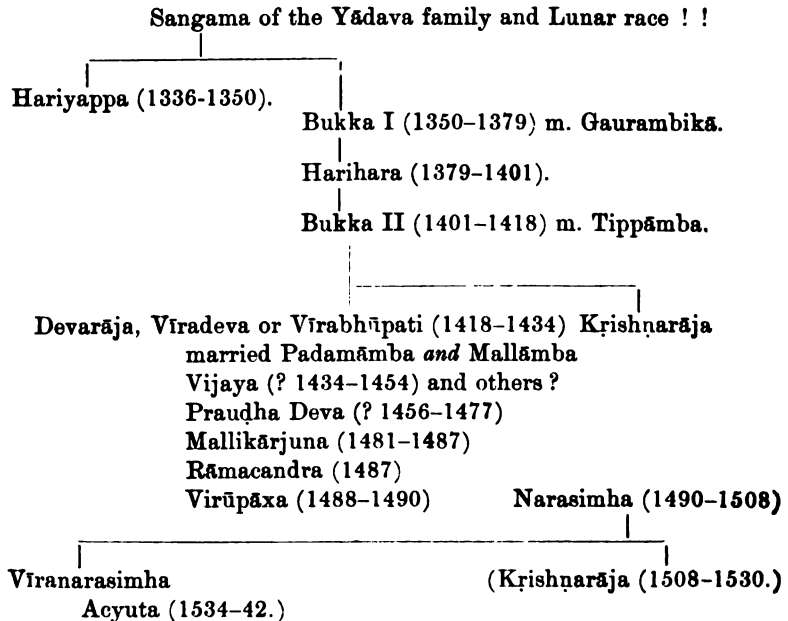 Sangama of the Yādava family and Lunar race ! !
Hariyappa (1336-1350).
Bukka I (1350–1379) m. Gaurambikā.
Harihara (1379–1401).
Bukka II (1401–1418) m. Tippāmba.
Devarāja, Vīradeva or Vīrabhūpati (1418–1434) Kṛishṇarāja
married Padamāmba and Mallāmba
Vijaya (? 1434–1454) and others ?
Prauḍha Deva (? 1456–1477)
Mallikārjuna (1481–1487)
Rāmacandra (1487)
Virūpāxa (1488–1490) Narasimha (1490–1508)
Vīranarasimha (Kṛishṇarāja (1508–1530.)
Acyuta (1534–42.)